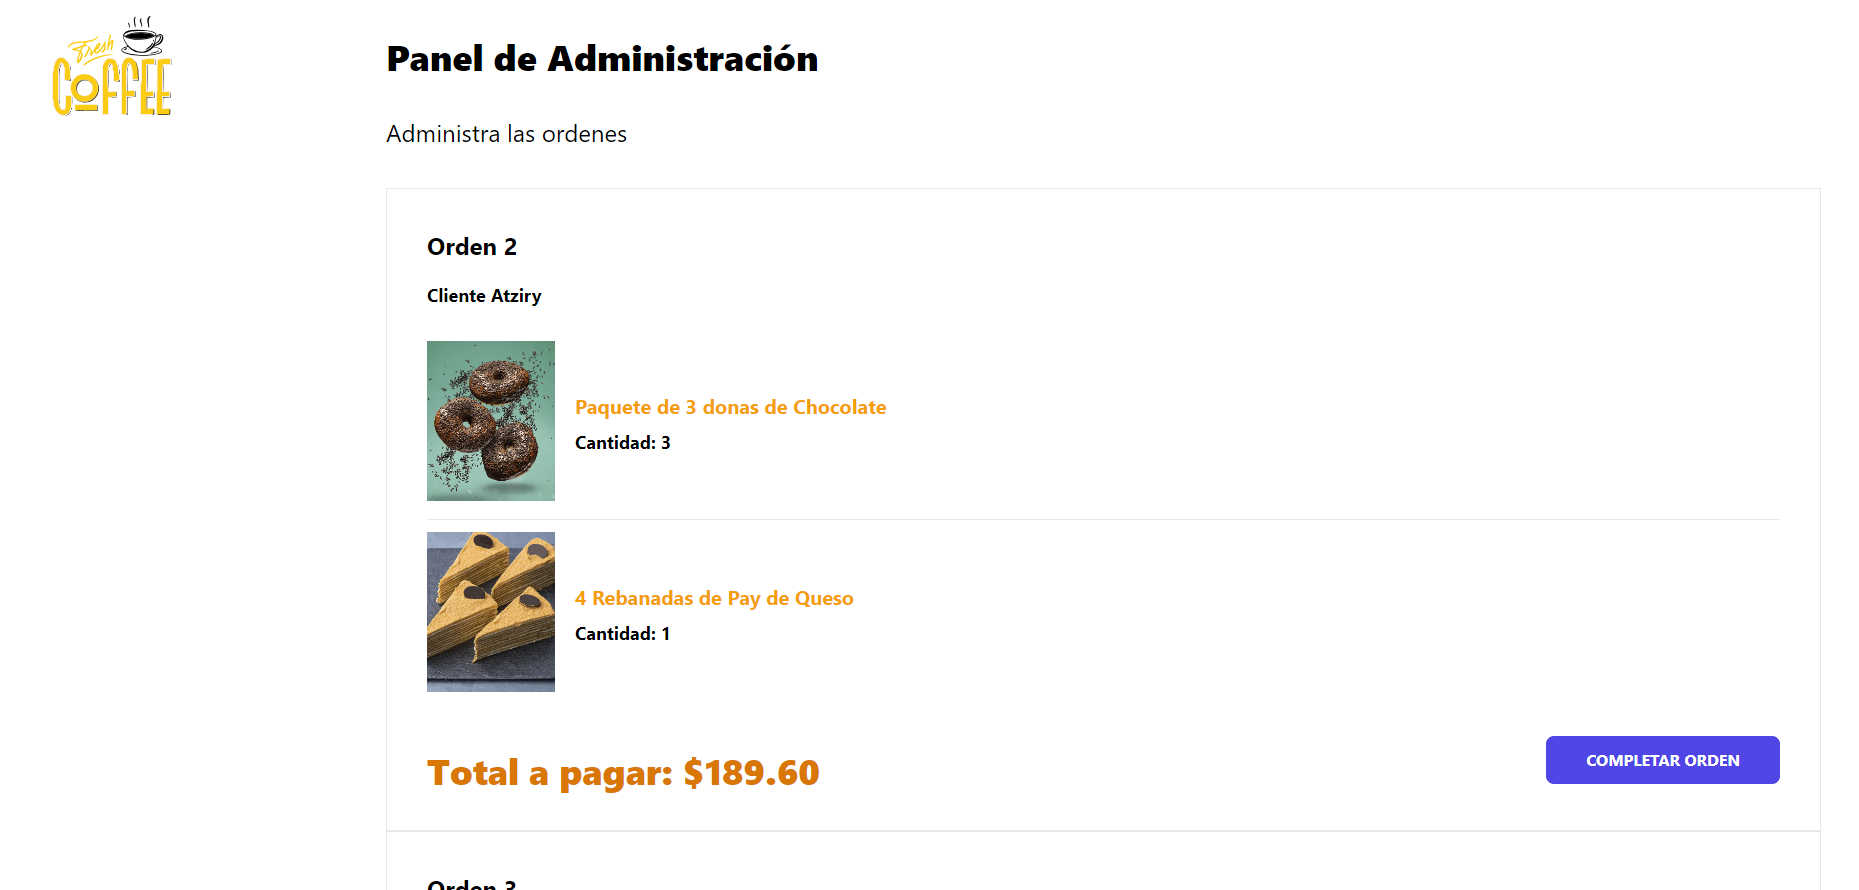 Fresh
COFFEE
Panel de Administración
Administra las ordenes
Orden 2
Cliente Atziry
Paquete de 3 donas de Chocolate
Cantidad: 3
4 Rebanadas de Pay de Queso
Cantidad: 1
Total a pagar: $189.60
COMPLETAR ORDEN
Orden 3